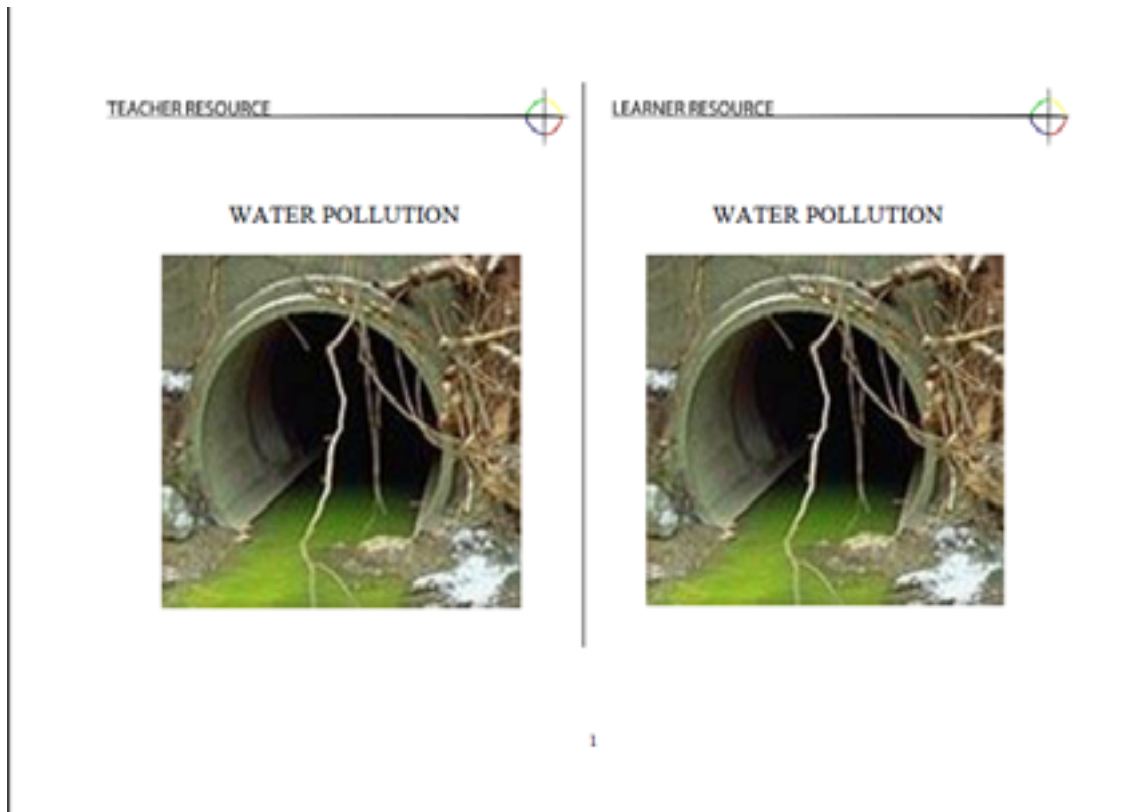 TEACHER RESOURCE
WATER POLLUTION
LEARNER RESOURCE
WATER POLLUTION
1